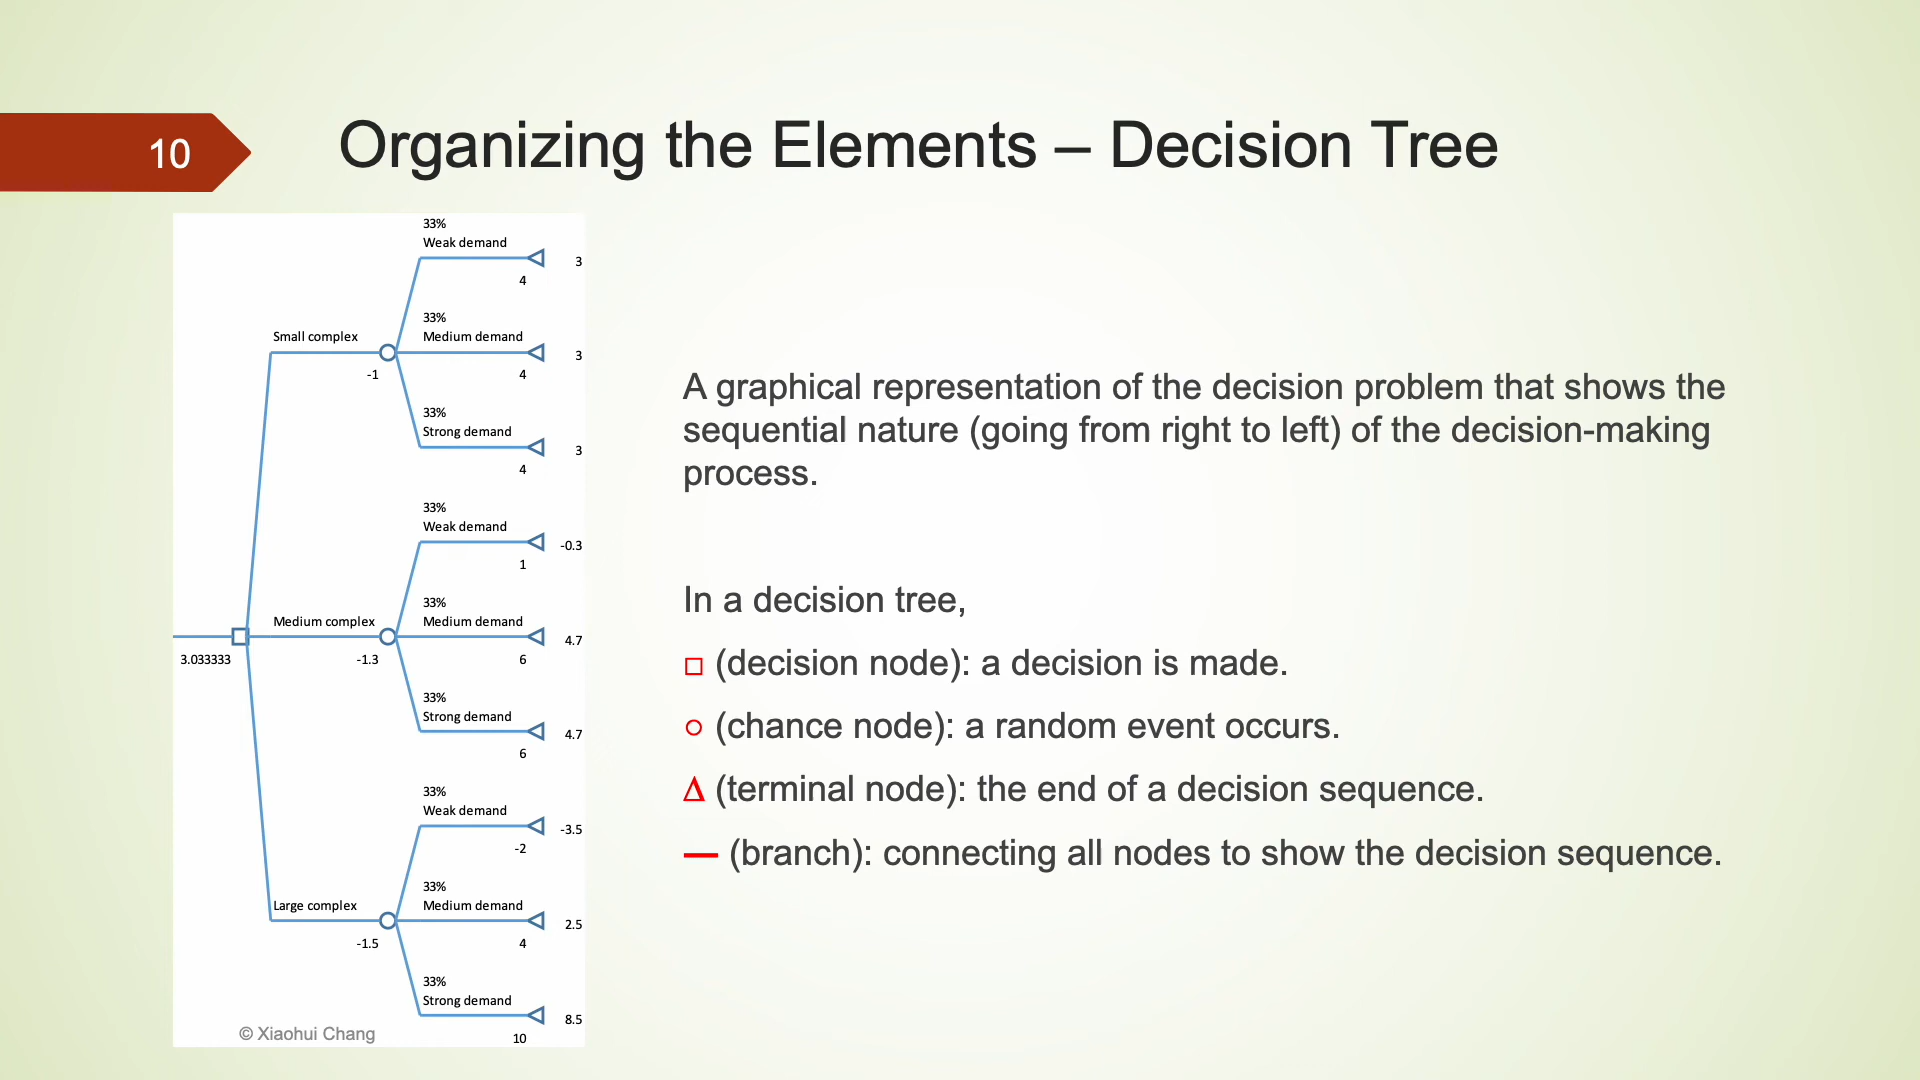 10
Organizing the Elements – Decision Tree
33%
Weak demand
3
4
33%
Small complex
Medium demand
3
-1
4
33%
Strong demand
3
4
33%
Weak demand
-0.3
1
33%
Medium complex
Medium demand
4.7
3.033333
-1.3
6
33%
Strong demand
4.7
6
33%
Weak demand
-3.5
-2
33%
Large complex
Medium demand
2.5
-1.5
4
33%
Strong demand
8.5
10
© Xiaohui Chang
A graphical representation of the decision problem that shows the
sequential nature (going from right to left) of the decision-making
process.
In a decision tree,
□ (decision node): a decision is made.
○ (chance node): a random event occurs.
Δ (terminal node): the end of a decision sequence.
— (branch): connecting all nodes to show the decision sequence.